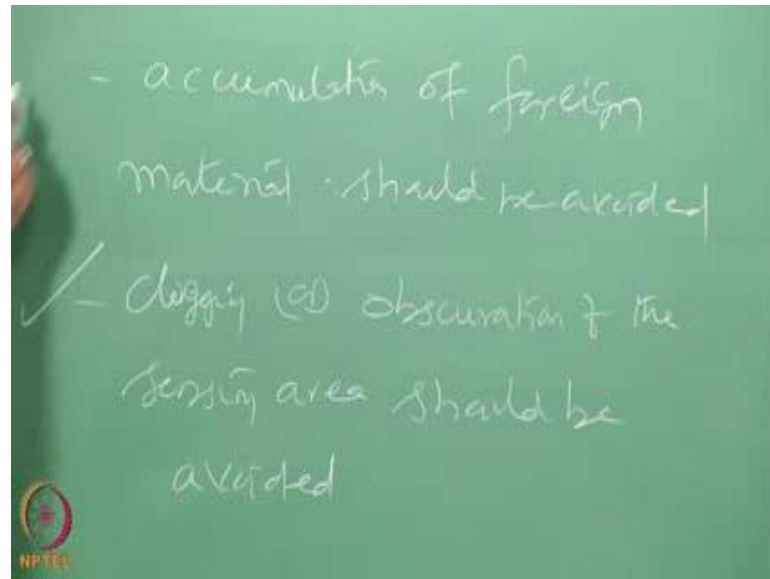 - accumulation of foreign
material should be avoided
- clogging (or) obscuration of the
sensing area should be
avoided
NPTEL